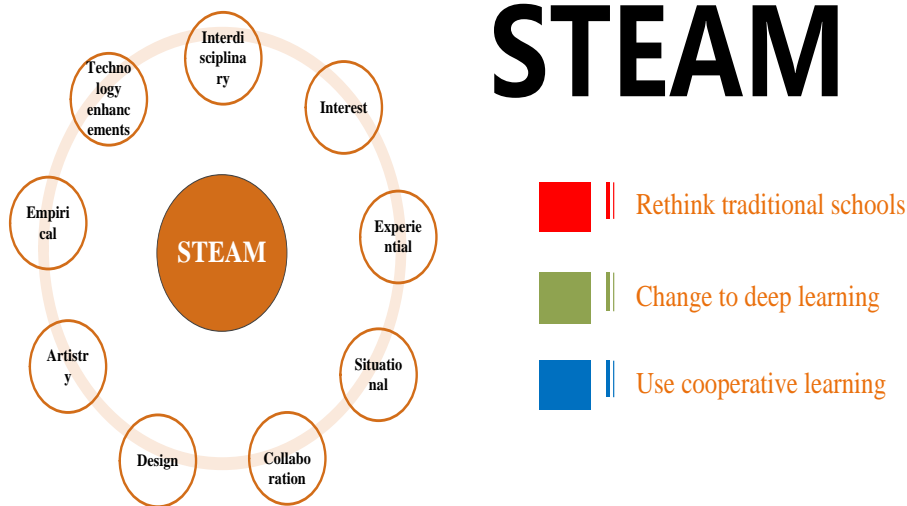 STEAM
Interdi
sciplina
ry
Techno
logy
enhanc
ements
Interest
Empiri
cal
STEAM
Experie
ntial
Artistr
y
Situatio
nal
Design
Collabo
ration
Rethink traditional schools
Change to deep learning
Use cooperative learning